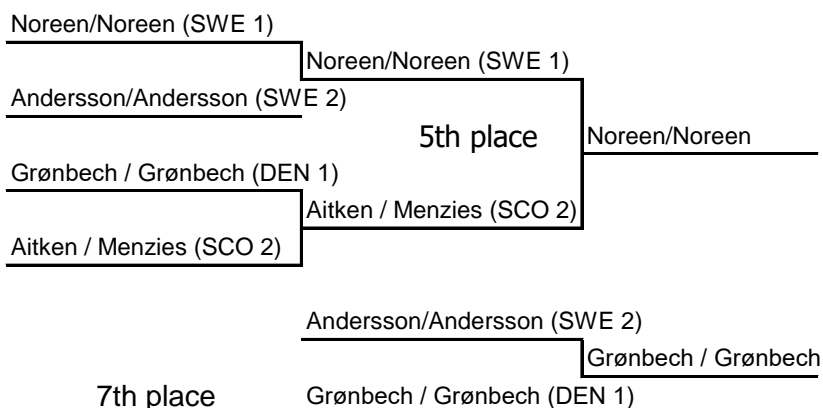 Noreen/Noreen (SWE 1)
Noreen/Noreen (SWE 1)
Andersson/Andersson (SWE 2)
5th place
Noreen/Noreen
Grønbech / Grønbech (DEN 1)
Aitken / Menzies (SCO 2)
Aitken / Menzies (SCO 2)
Andersson/Andersson (SWE 2)
Grønbech / Grønbech
7th place
Grønbech / Grønbech (DEN 1)